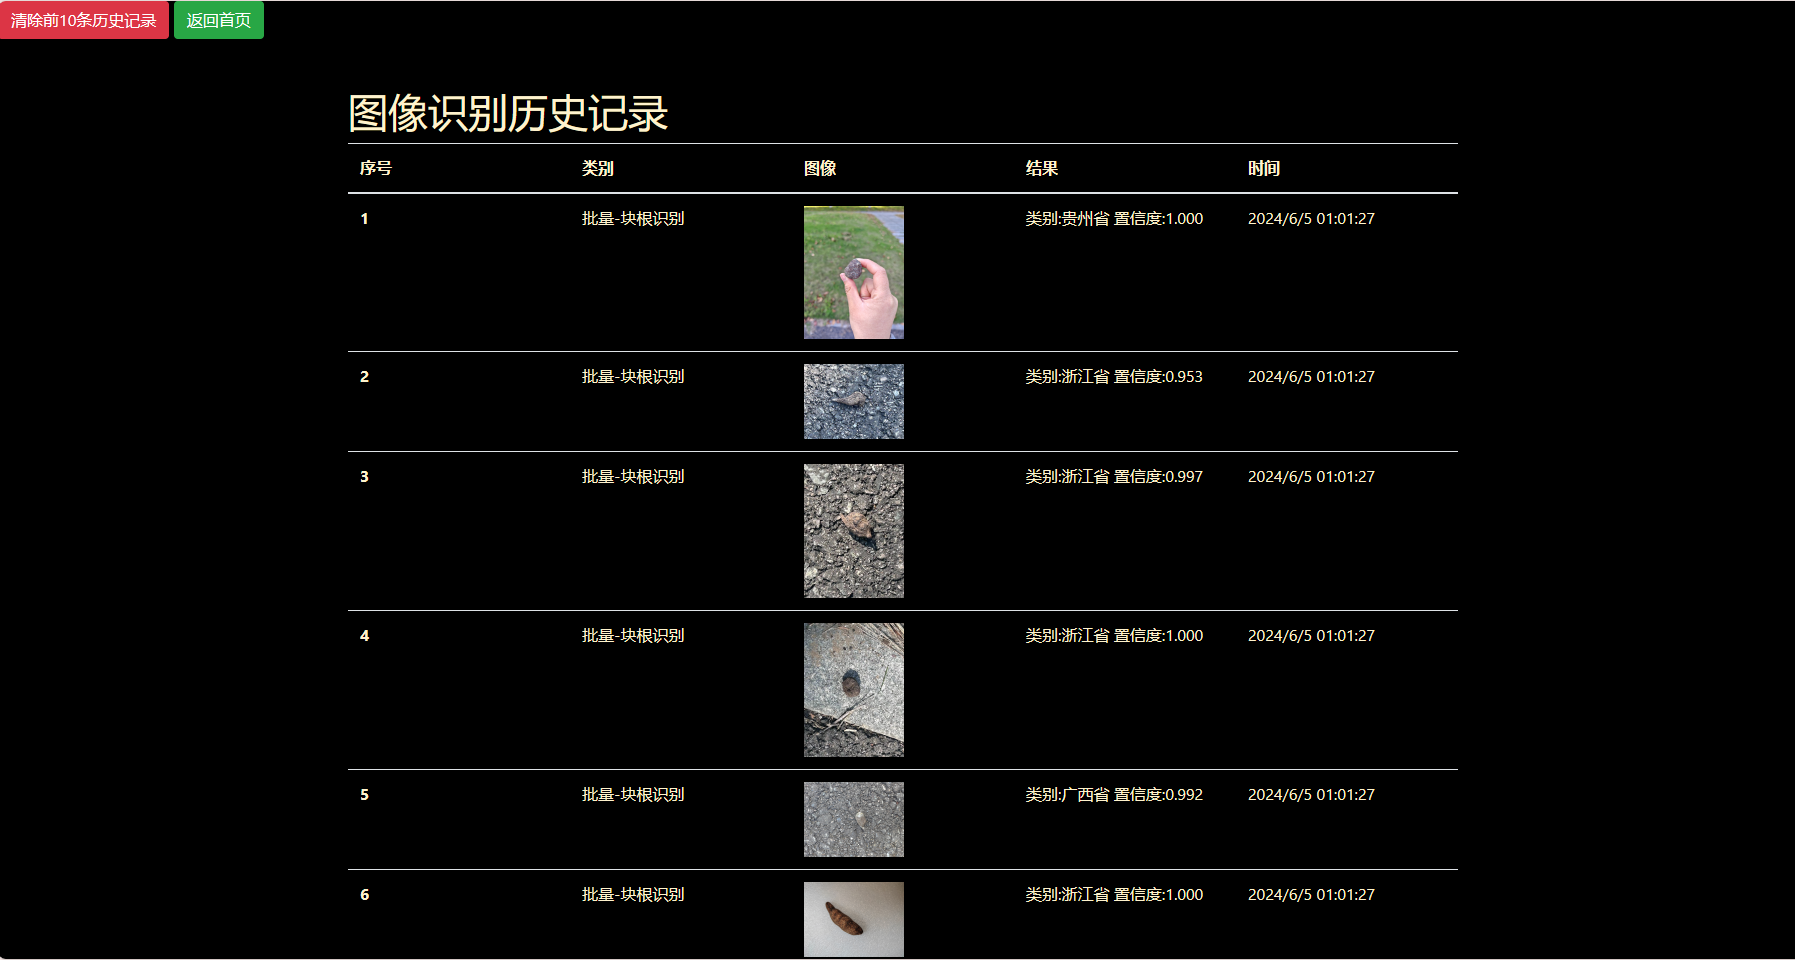 清除前10条历史记录 返回首页
图像识别历史记录
序号 类别 图像 结果 时间
1 批量-块根识别 类别:贵州省 置信度:1.000 2024/6/5 01:01:27
2 批量-块根识别 类别:浙江省 置信度:0.953 2024/6/5 01:01:27
3 批量-块根识别 类别:浙江省 置信度:0.997 2024/6/5 01:01:27
4 批量-块根识别 类别:浙江省 置信度:1.000 2024/6/5 01:01:27
5 批量-块根识别 类别:广西省 置信度:0.992 2024/6/5 01:01:27
6 批量-块根识别 类别:浙江省 置信度:1.000 2024/6/5 01:01:27